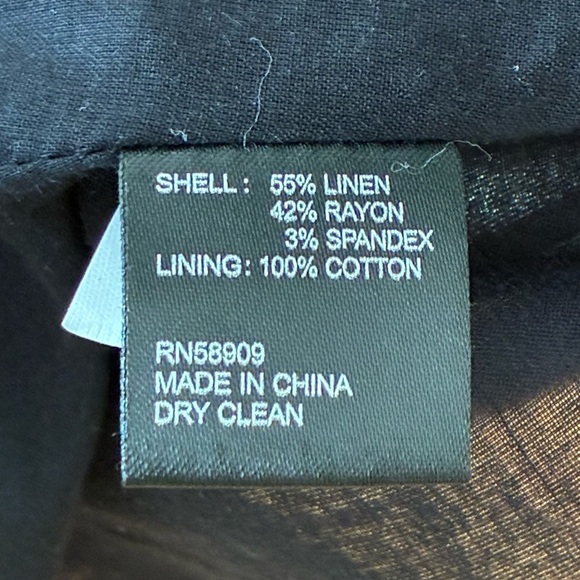 SHELL: 55% LINEN
42% RAYON
3% SPANDEX
LINING: 100% COTTON
RN58909
MADE IN CHINA
DRY CLEAN